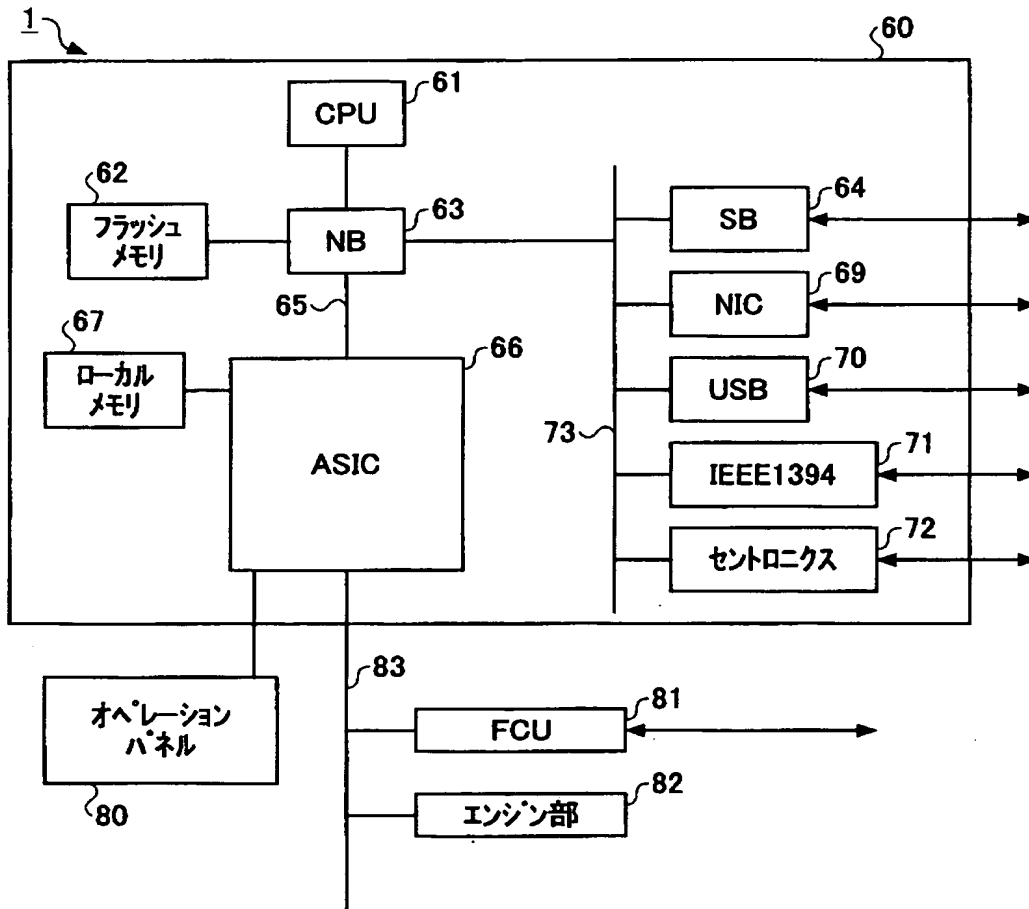 1
60
61
CPU
62
フラッシュ
メモリ
63
NB
64
SB
65
69
NIC
67
ローカル
メモリ
66
ASIC
70
USB
73
71
IEEE1394
72
セントロニクス
83
オペレーション
パネル
80
81
FCU
82
エンジン部